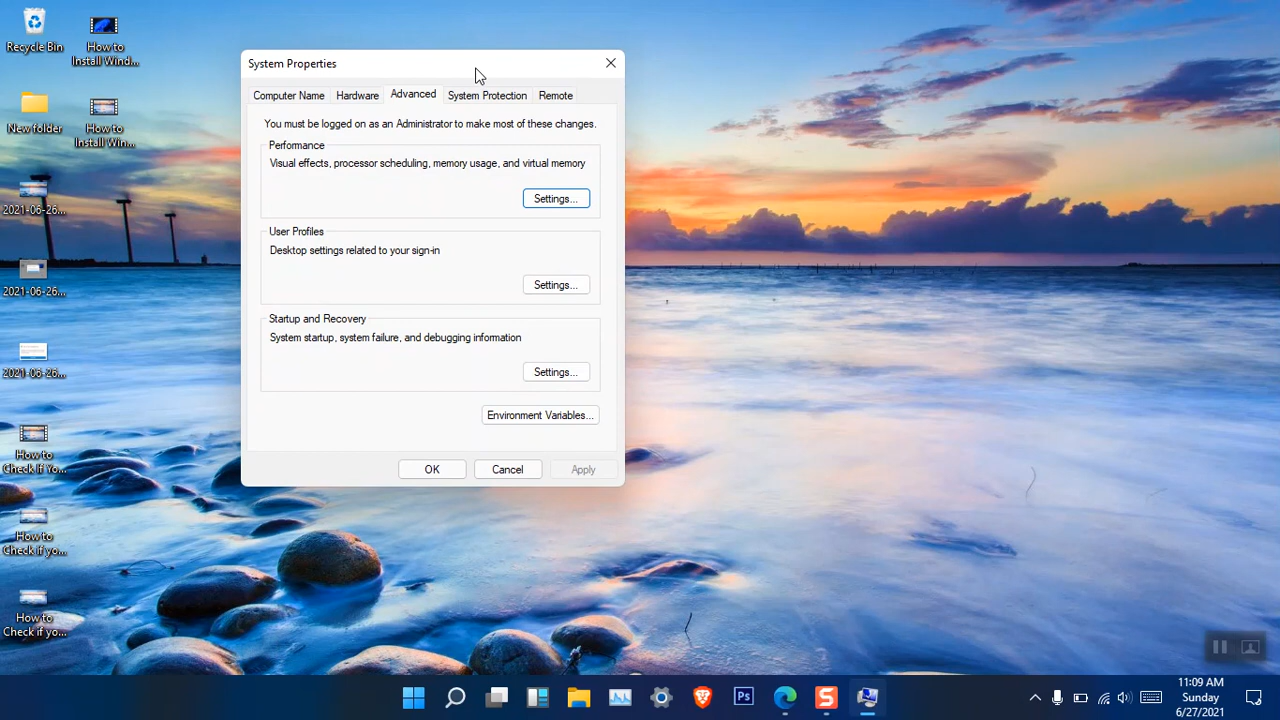 Recycle Bin
How to
Install Wind...
New folder
How to
Install Win...
2021-06-26...
2021-06-26...
2021-06-26...
How to
Check if Yo...
How to
Check if yo...
How to
Check if yo...
System Properties
Computer Name
Hardware
Advanced
System Protection
Remote
You must be logged on as an Administrator to make most of these changes.
Performance
Visual effects, processor scheduling, memory usage, and virtual memory
Settings...
User Profiles
Desktop settings related to your sign-in
Settings...
Startup and Recovery
System startup, system failure, and debugging information
Settings...
Environment Variables...
OK
Cancel
Apply
Ps
S
11:09 AM
Sunday
6/27/2021